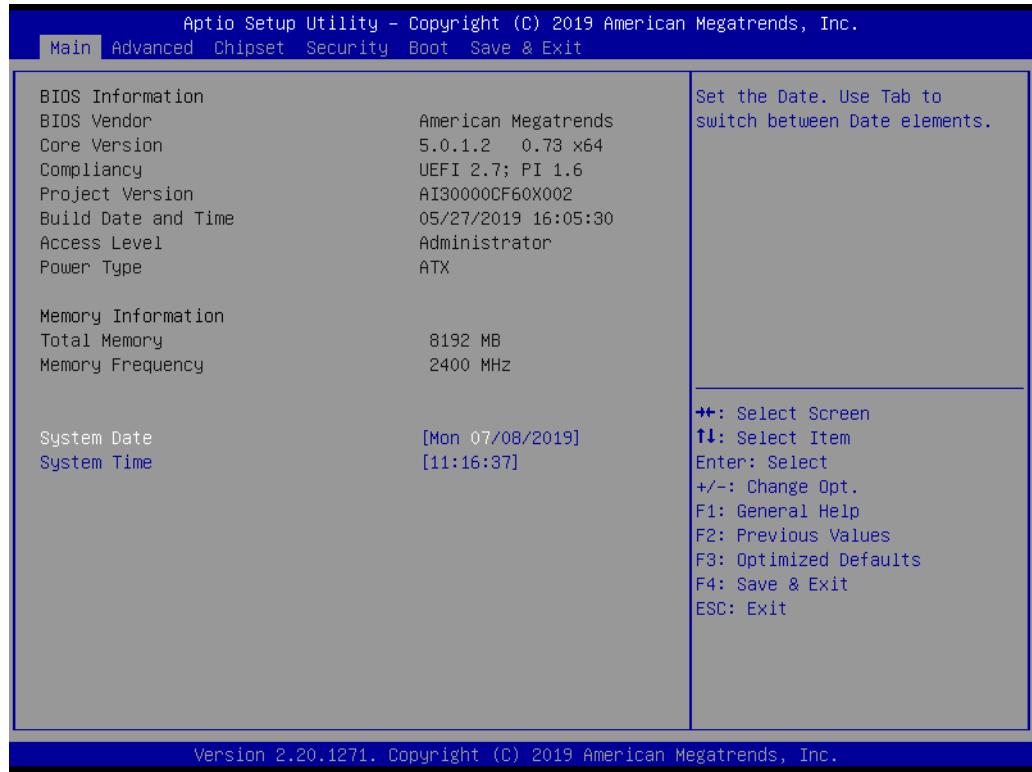 Aptio Setup Utility – Copyright (C) 2019 American Megatrends, Inc.
Main Advanced Chipset Security Boot Save & Exit
BIOS Information
BIOS Vendor American Megatrends
Core Version 5.0.1.2 0.73 x64
Compliancy UEFI 2.7; PI 1.6
Project Version AI30000CF60X002
Build Date and Time 05/27/2019 16:05:30
Access Level Administrator
Power Type ATX
Memory Information
Total Memory 8192 MB
Memory Frequency 2400 MHz
System Date [Mon 07/08/2019]
System Time [11:16:37]
Set the Date. Use Tab to
switch between Date elements.
→←: Select Screen
↑↓: Select Item
Enter: Select
+/-: Change Opt.
F1: General Help
F2: Previous Values
F3: Optimized Defaults
F4: Save & Exit
ESC: Exit
Version 2.20.1271. Copyright (C) 2019 American Megatrends, Inc.